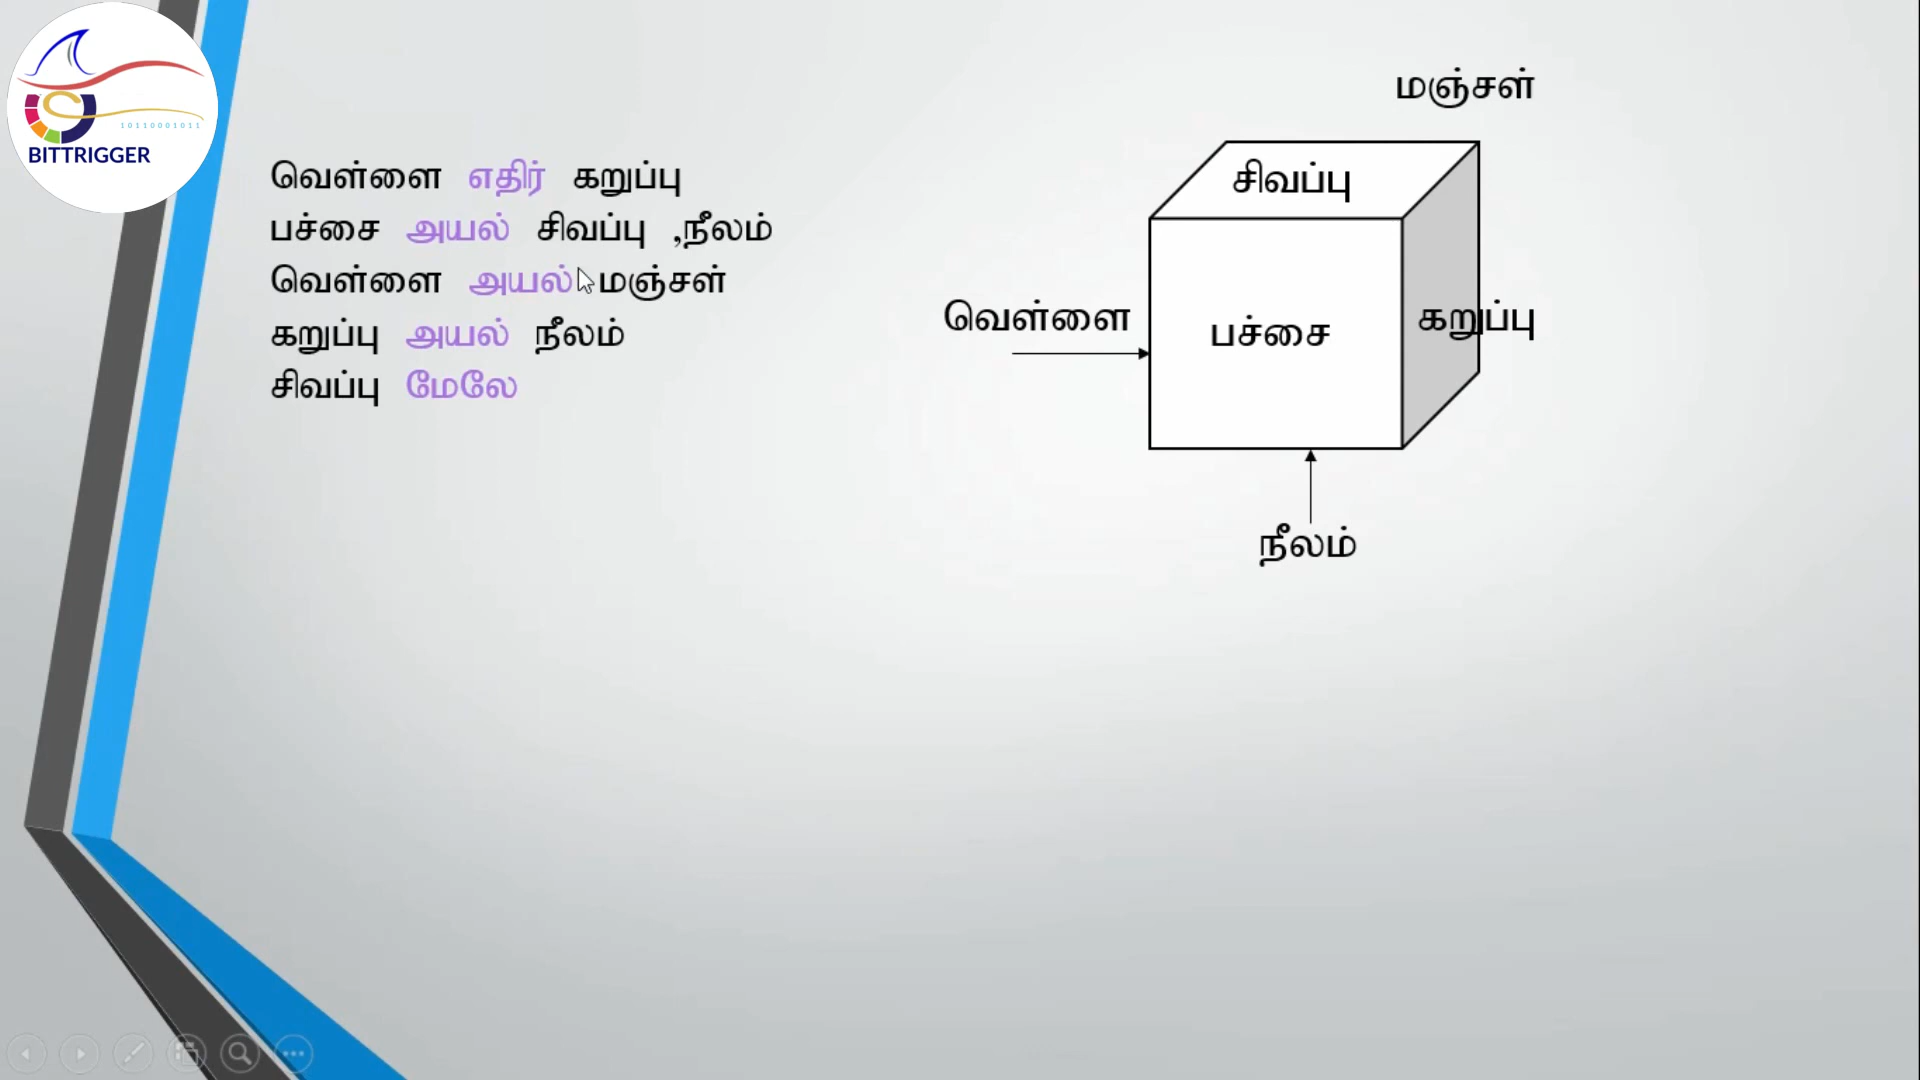 10110001011
BITTRIGGER
வெள்ளை எதிர் கறுப்பு
பச்சை அயல் சிவப்பு ,நீலம்
வெள்ளை அயல் மஞ்சள்
கறுப்பு அயல் நீலம்
சிவப்பு மேலே
மஞ்சள்
சிவப்பு
வெள்ளை
பச்சை
கறுப்பு
நீலம்